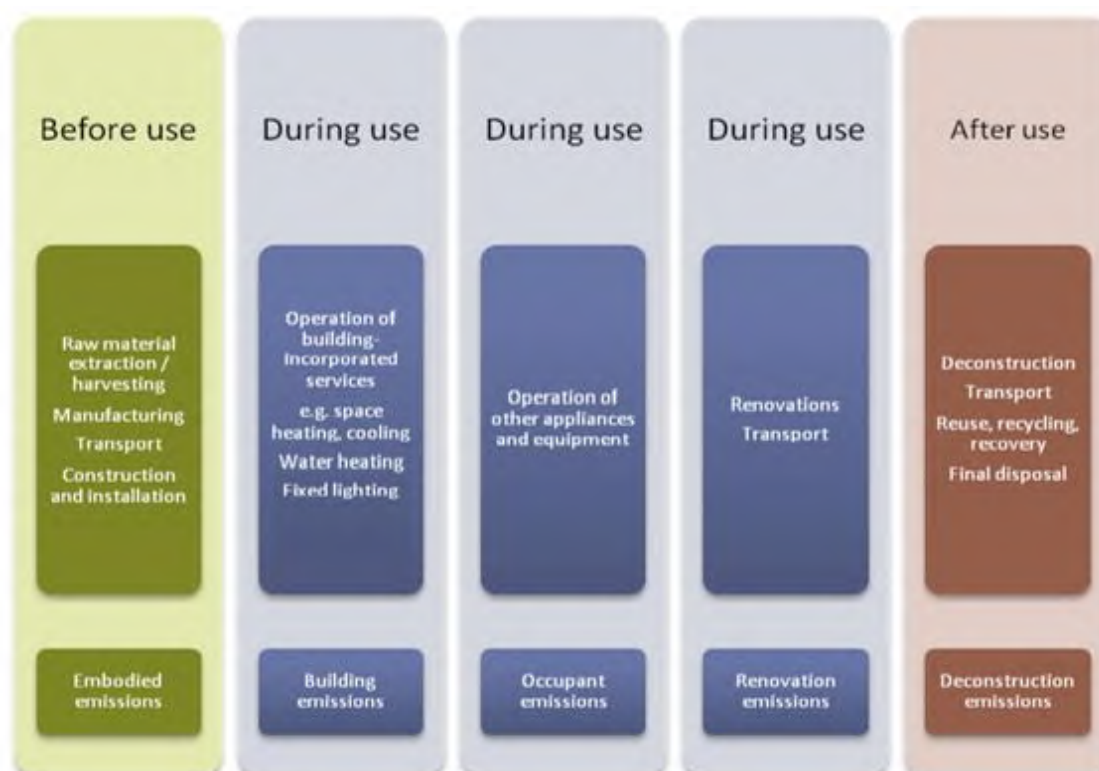 Before use
Raw material
extraction /
harvesting
Manufacturing
Transport
Construction
and installation
Embodied
emissions
During use
Operation of
building-
incorporated
services
e.g. space
heating, cooling
Water heating
Fixed lighting
Building
emissions
During use
Operation of
other appliances
and equipment
Occupant
emissions
During use
Renovations
Transport
Renovation
emissions
After use
Deconstruction
Transport
Reuse, recycling,
recovery
Final disposal
Deconstruction
emissions